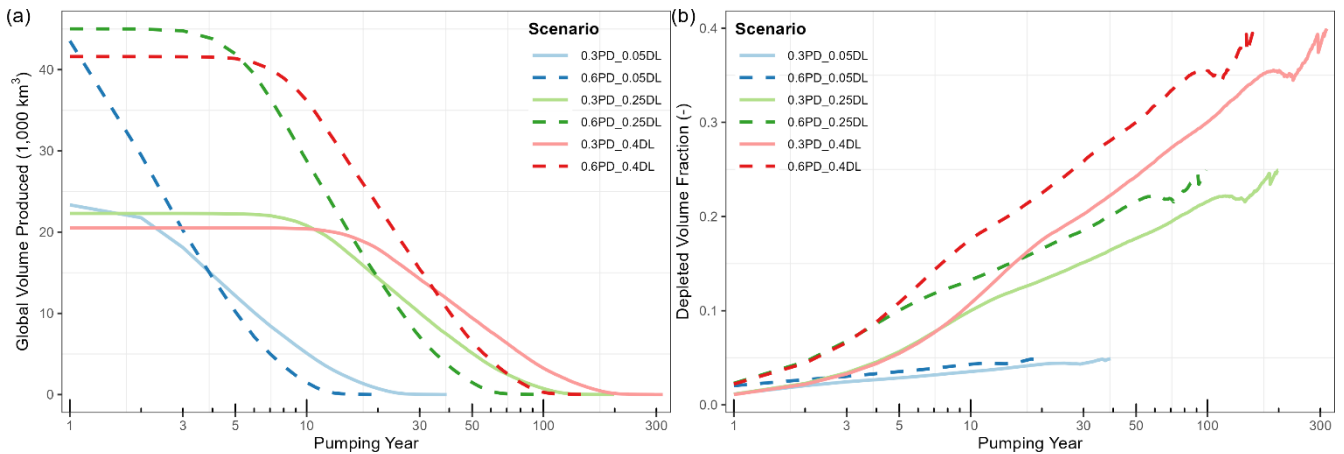 (a)
Global Volume Produced (1,000 km³)
40
30
20
10
0
1
3
5
10
30
50
100
300
Pumping Year
Scenario
0.3PD_0.05DL
0.6PD_0.05DL
0.3PD_0.25DL
0.6PD_0.25DL
0.3PD_0.4DL
0.6PD_0.4DL
(b)
Depleted Volume Fraction (-)
0.4
0.3
0.2
0.1
0.0
1
3
5
10
30
50
100
300
Pumping Year
Scenario
0.3PD_0.05DL
0.6PD_0.05DL
0.3PD_0.25DL
0.6PD_0.25DL
0.3PD_0.4DL
0.6PD_0.4DL